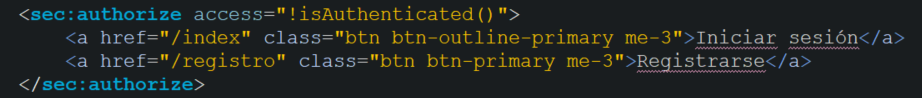 <sec:authorize access="!isAuthenticated()">
<a href="/index" class="btn btn-outline-primary me-3">Iniciar sesión</a>
<a href="/registro" class="btn btn-primary me-3">Registrarse</a>
</sec:authorize>